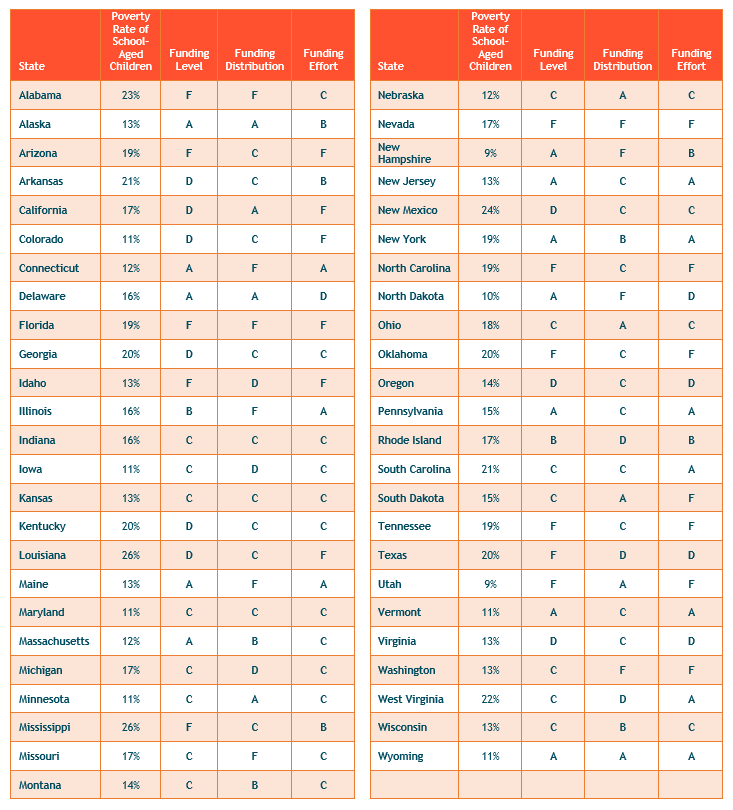 State Poverty Rate of School-Aged Children Funding Level Funding Distribution Funding Effort
Alabama 23% F F C
Alaska 13% A A B
Arizona 19% F C F
Arkansas 21% D C B
California 17% D A F
Colorado 11% D C F
Connecticut 12% A F A
Delaware 16% A A D
Florida 19% F F F
Georgia 20% D C C
Idaho 13% F D F
Illinois 16% B F A
Indiana 16% C C C
Iowa 11% C D C
Kansas 13% C C C
Kentucky 20% D C C
Louisiana 26% D C F
Maine 13% A F A
Maryland 11% C C C
Massachusetts 12% A B C
Michigan 17% C D C
Minnesota 11% C A C
Mississippi 26% F C B
Missouri 17% C F C
Montana 14% C B C
State Poverty Rate of School-Aged Children Funding Level Funding Distribution Funding Effort
Nebraska 12% C A C
Nevada 17% F F F
New Hampshire 9% A F B
New Jersey 13% A C A
New Mexico 24% D C C
New York 19% A B A
North Carolina 19% F C F
North Dakota 10% A F D
Ohio 18% C A C
Oklahoma 20% F C F
Oregon 14% D C D
Pennsylvania 15% A C A
Rhode Island 17% B D B
South Carolina 21% C C A
South Dakota 15% C A F
Tennessee 19% F C F
Texas 20% F D D
Utah 9% F A F
Vermont 11% A C A
Virginia 13% D C D
Washington 13% C F F
West Virginia 22% C D A
Wisconsin 13% C B C
Wyoming 11% A A A